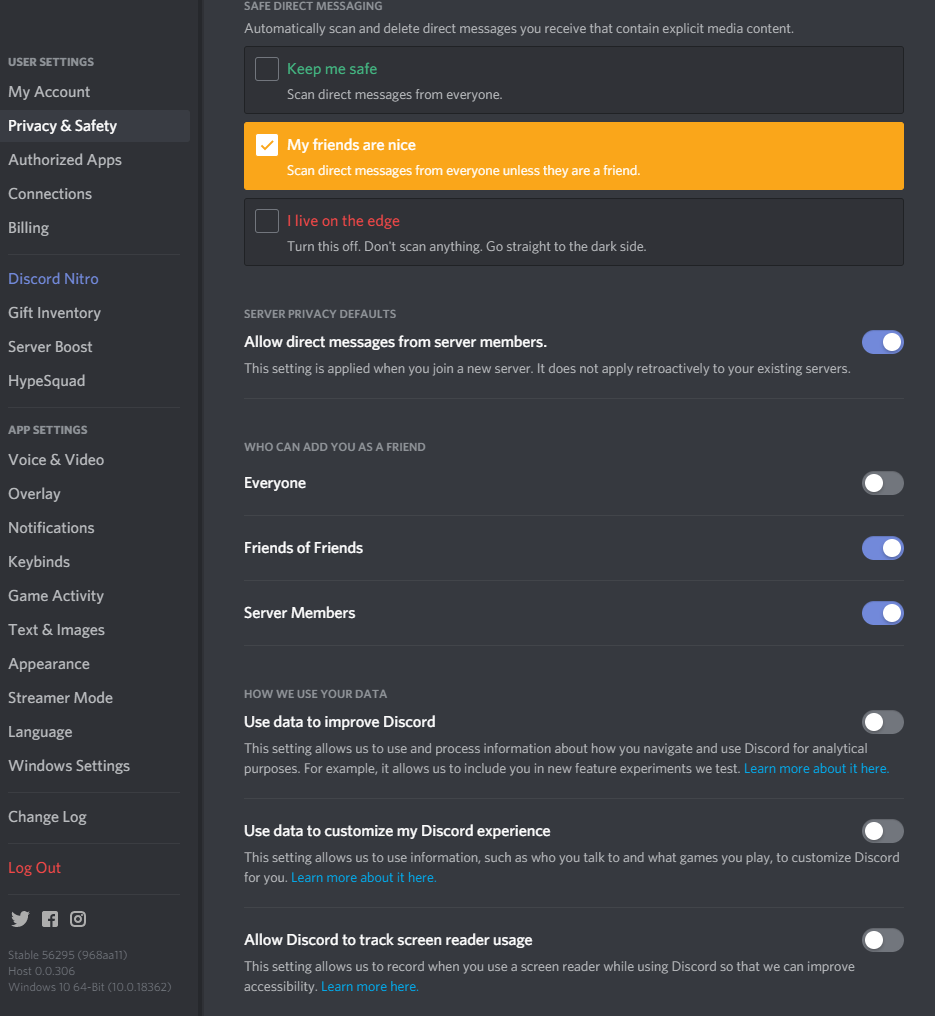 USER SETTINGS
My Account
Privacy & Safety
Authorized Apps
Connections
Billing
Discord Nitro
Gift Inventory
Server Boost
HypeSquad
APP SETTINGS
Voice & Video
Overlay
Notifications
Keybinds
Game Activity
Text & Images
Appearance
Streamer Mode
Language
Windows Settings
Change Log
Log Out
Stable 56295 (968aa11)
Host 0.0.306
Windows 10 64-Bit (10.0.18362)
SAFE DIRECT MESSAGING
Automatically scan and delete direct messages you receive that contain explicit media content.
Keep me safe
Scan direct messages from everyone.
My friends are nice
Scan direct messages from everyone unless they are a friend.
I live on the edge
Turn this off. Don't scan anything. Go straight to the dark side.
SERVER PRIVACY DEFAULTS
Allow direct messages from server members.
This setting is applied when you join a new server. It does not apply retroactively to your existing servers.
WHO CAN ADD YOU AS A FRIEND
Everyone
Friends of Friends
Server Members
HOW WE USE YOUR DATA
Use data to improve Discord
This setting allows us to use and process information about how you navigate and use Discord for analytical
purposes. For example, it allows us to include you in new feature experiments we test. Learn more about it here.
Use data to customize my Discord experience
This setting allows us to use information, such as who you talk to and what games you play, to customize Discord
for you. Learn more about it here.
Allow Discord to track screen reader usage
This setting allows us to record when you use a screen reader while using Discord so that we can improve
accessibility. Learn more here.